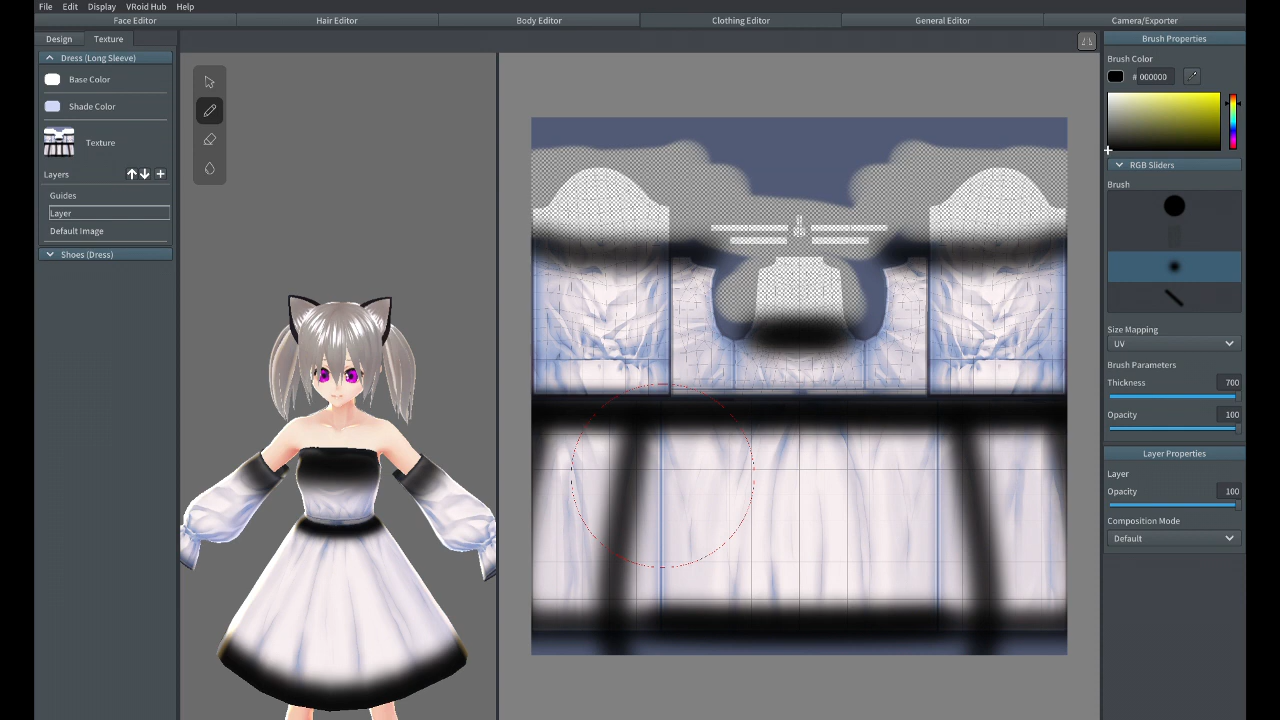 File Edit Display VRoid Hub Help
Face Editor Hair Editor Body Editor Clothing Editor General Editor Camera/Exporter
Design Texture
Dress (Long Sleeve)
Base Color
Shade Color
Texture
Layers
Guides
Layer
Default Image
Shoes (Dress)
Brush Properties
Brush Color
# 000000
RGB Sliders
Brush
Size Mapping
UV
Brush Parameters
Thickness 700
Opacity 100
Layer Properties
Layer
Opacity 100
Composition Mode
Default